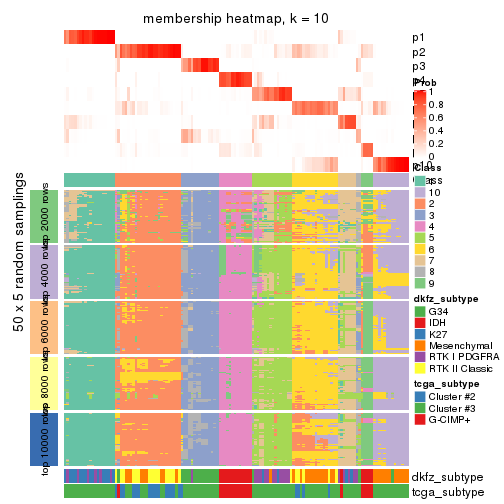 membership heatmap, k = 10
p1
p2
p3
p4
Prob
1
0.8
0.6
0.4
0.2
0
p10
Class
1
10
2
3
4
5
6
7
8
9
dkfz_subtype
G34
IDH
K27
Mesenchymal
RTK I PDGFRA
RTK II Classic
tcga_subtype
Cluster #2
Cluster #3
G-CIMP+
50 x 5 random samplings
top 2000 rows
top 4000 rows
top 6000 rows
top 8000 rows
top 10000 rows
dkfz_subtype
tcga_subtype